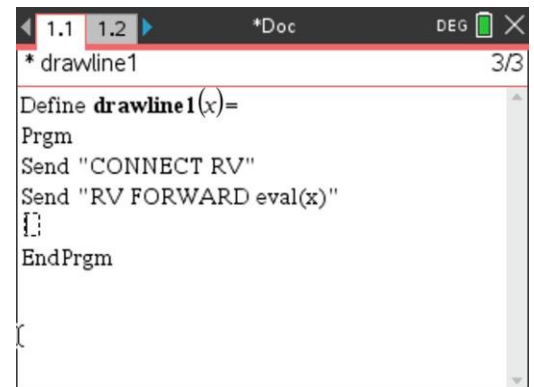 1.1 1.2 *Doc DEG
* drawline1 3/3
Define drawline1(x)=
Prgm
Send "CONNECT RV"
Send "RV FORWARD eval(x)"
EndPrgm